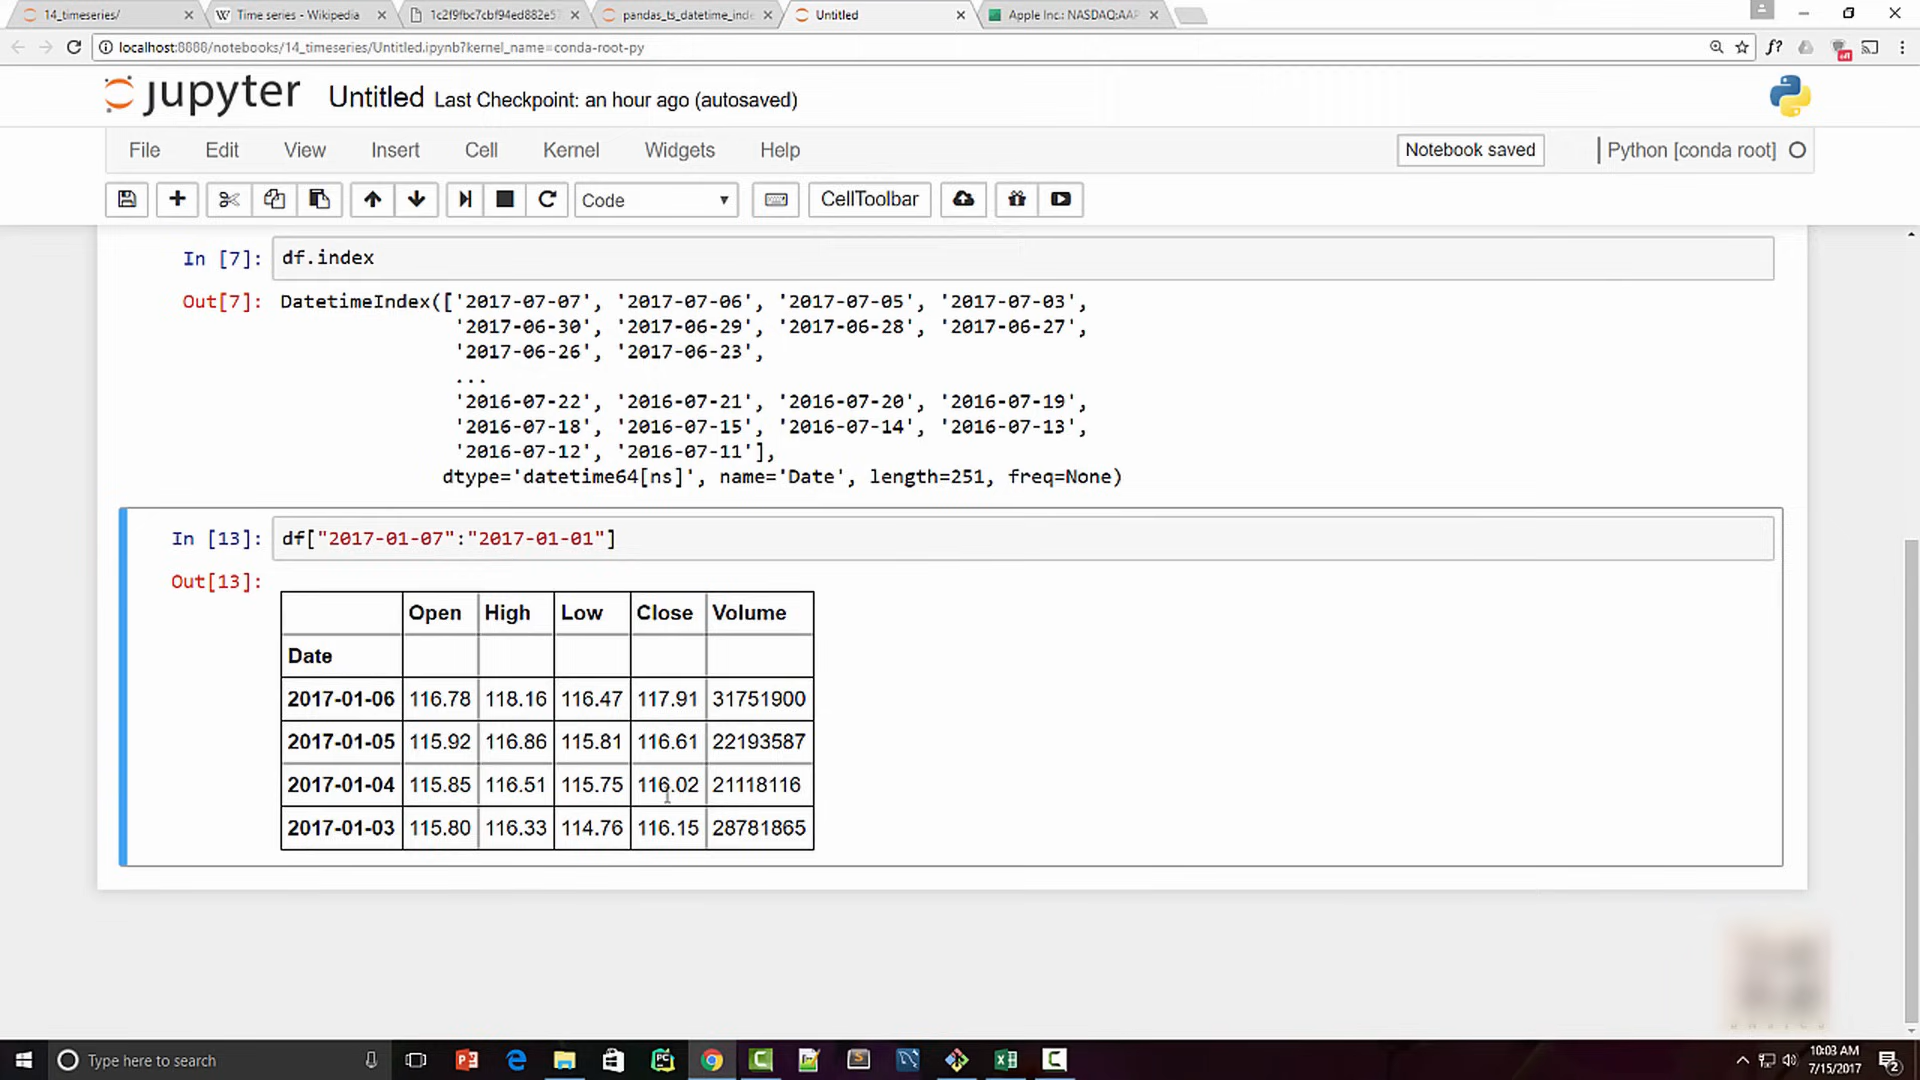 14_timeseries/
Time series - Wikipedia
1c2f9fbc7cbf94ed882e57
pandas_ts_datetime_inde
Untitled
Apple Inc.: NASDAQ:AAP
localhost:8888/notebooks/14_timeseries/Untitled.ipynb?kernel_name=conda-root-py
f?
off
jupyter Untitled Last Checkpoint: an hour ago (autosaved)
File Edit View Insert Cell Kernel Widgets Help Notebook saved Python [conda root]
Code CellToolbar
In [7]: df.index
Out[7]: DatetimeIndex(['2017-07-07', '2017-07-06', '2017-07-05', '2017-07-03',
'2017-06-30', '2017-06-29', '2017-06-28', '2017-06-27',
'2017-06-26', '2017-06-23',
...
'2016-07-22', '2016-07-21', '2016-07-20', '2016-07-19',
'2016-07-18', '2016-07-15', '2016-07-14', '2016-07-13',
'2016-07-12', '2016-07-11'],
dtype='datetime64[ns]', name='Date', length=251, freq=None)
In [13]: df["2017-01-07":"2017-01-01"]
Out[13]:
Open High Low Close Volume
Date
2017-01-06 116.78 118.16 116.47 117.91 31751900
2017-01-05 115.92 116.86 115.81 116.61 22193587
2017-01-04 115.85 116.51 115.75 116.02 21118116
2017-01-03 115.80 116.33 114.76 116.15 28781865
Type here to search
10:03 AM
7/15/2017
2